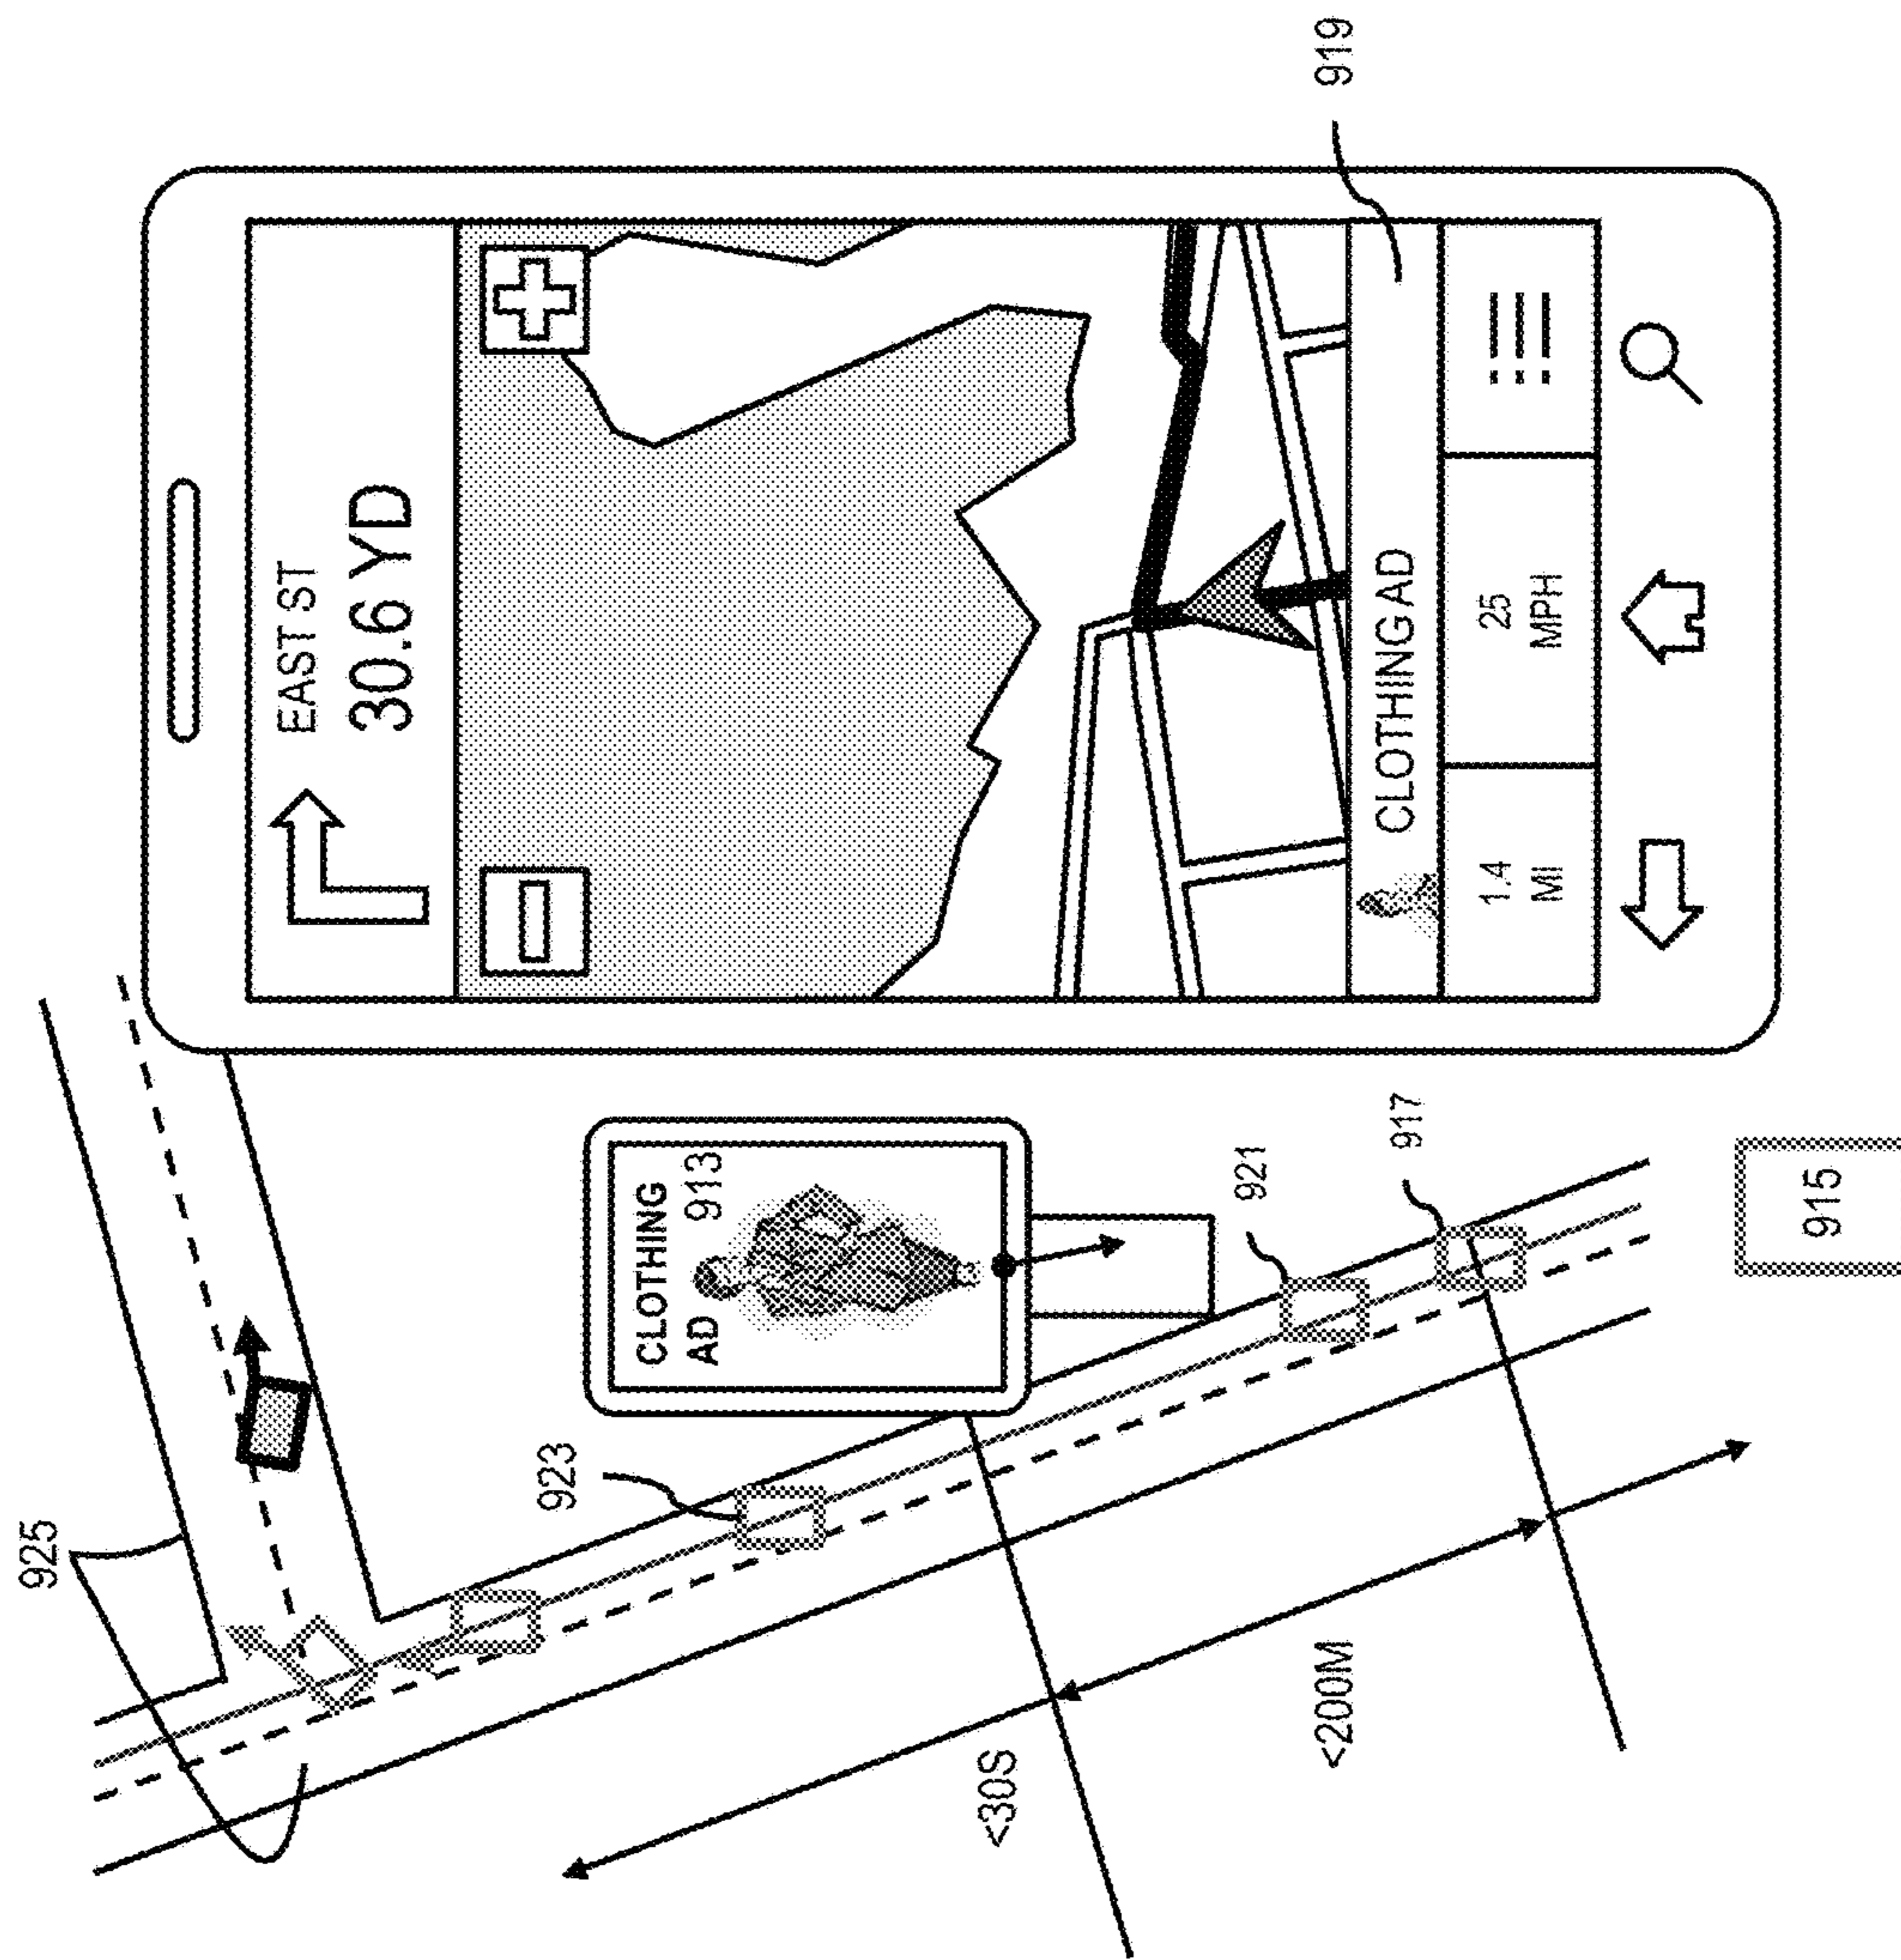 925
923
CLOTHING
AD 913
921
917
915
<30S
<200M
EAST ST
30.6 YD
CLOTHING AD
1.4
MI
25
MPH
919